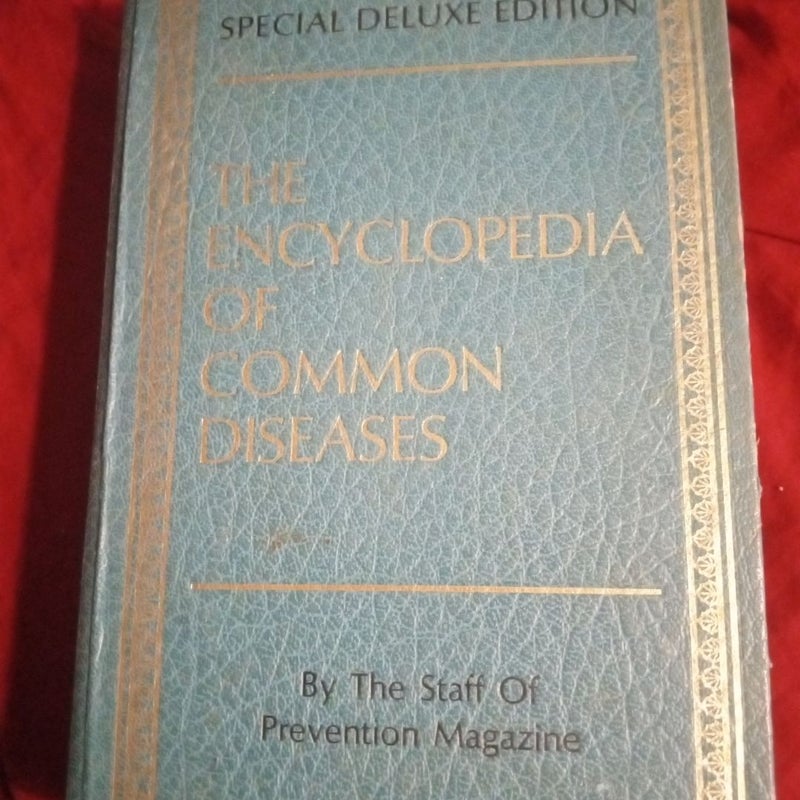 SPECIAL DELUXE EDITION
THE
ENCYCLOPEDIA
OF
COMMON
DISEASES
By The Staff Of
Prevention Magazine